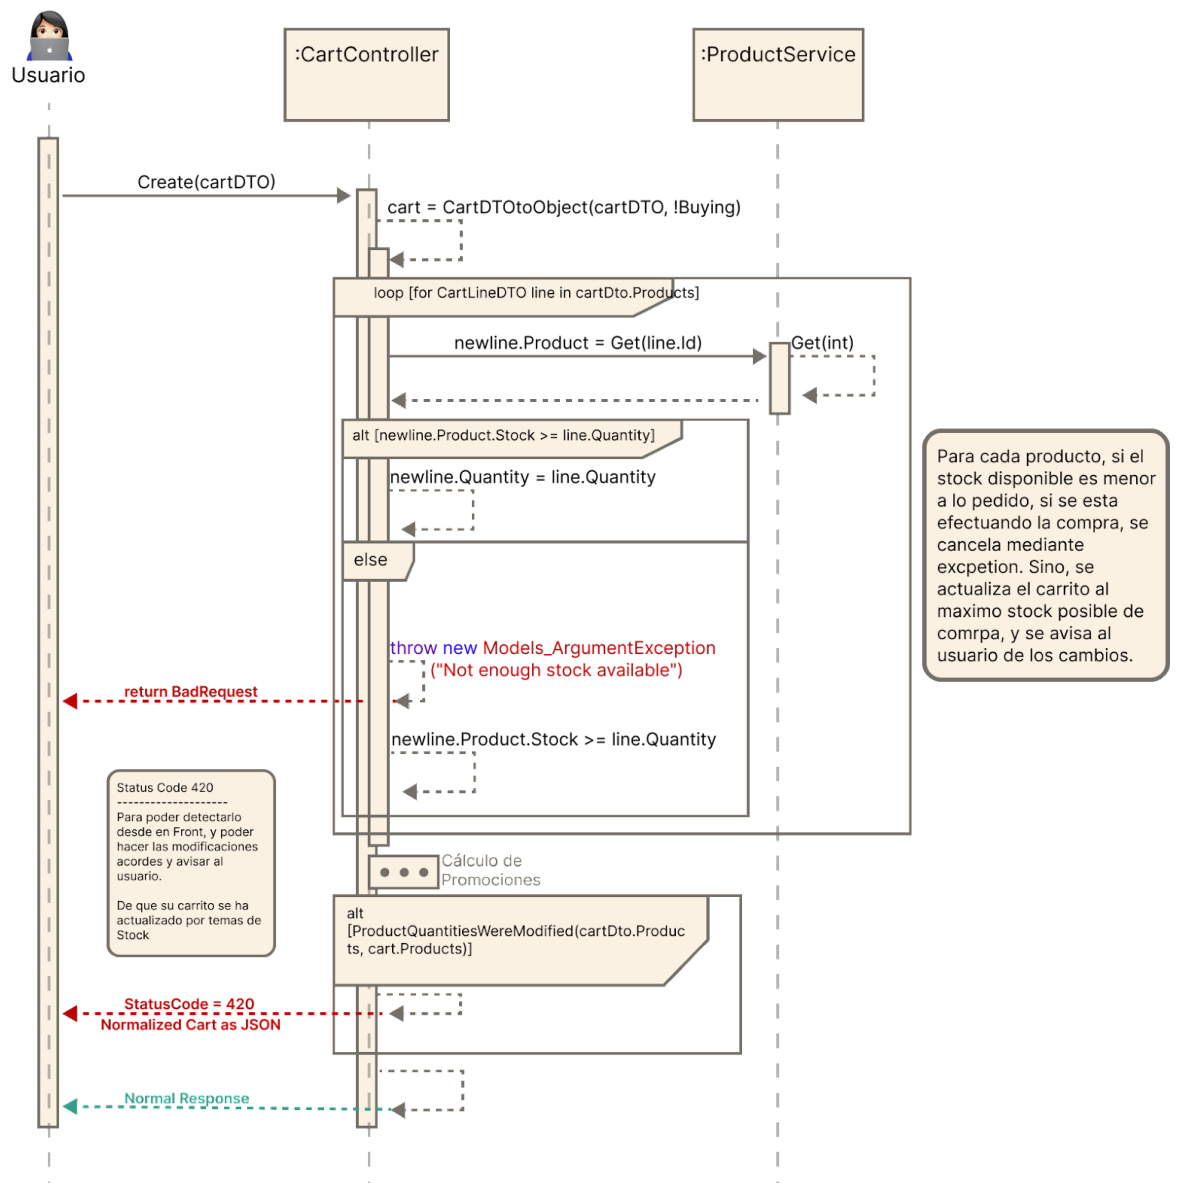 Usuario
:CartController
:ProductService
Create(cartDTO)
cart = CartDTOtoObject(cartDTO, !Buying)
loop [for CartLineDTO line in cartDto.Products]
newline.Product = Get(line.Id)
Get(int)
alt [newline.Product.Stock >= line.Quantity]
newline.Quantity = line.Quantity
else
throw new Models_ArgumentException
("Not enough stock available")
return BadRequest
newline.Product.Stock >= line.Quantity
Para cada producto, si el
stock disponible es menor
a lo pedido, si se esta
efectuando la compra, se
cancela mediante
excpetion. Sino, se
actualiza el carrito al
maximo stock posible de
comrpa, y se avisa al
usuario de los cambios.
Status Code 420
--------------------
Para poder detectarlo
desde en Front, y poder
hacer las modificaciones
acordes y avisar al
usuario.
De que su carrito se ha
actualizado por temas de
Stock
Cálculo de
Promociones
alt
[ProductQuantitiesWereModified(cartDto.Produc
ts, cart.Products)]
StatusCode = 420
Normalized Cart as JSON
Normal Response